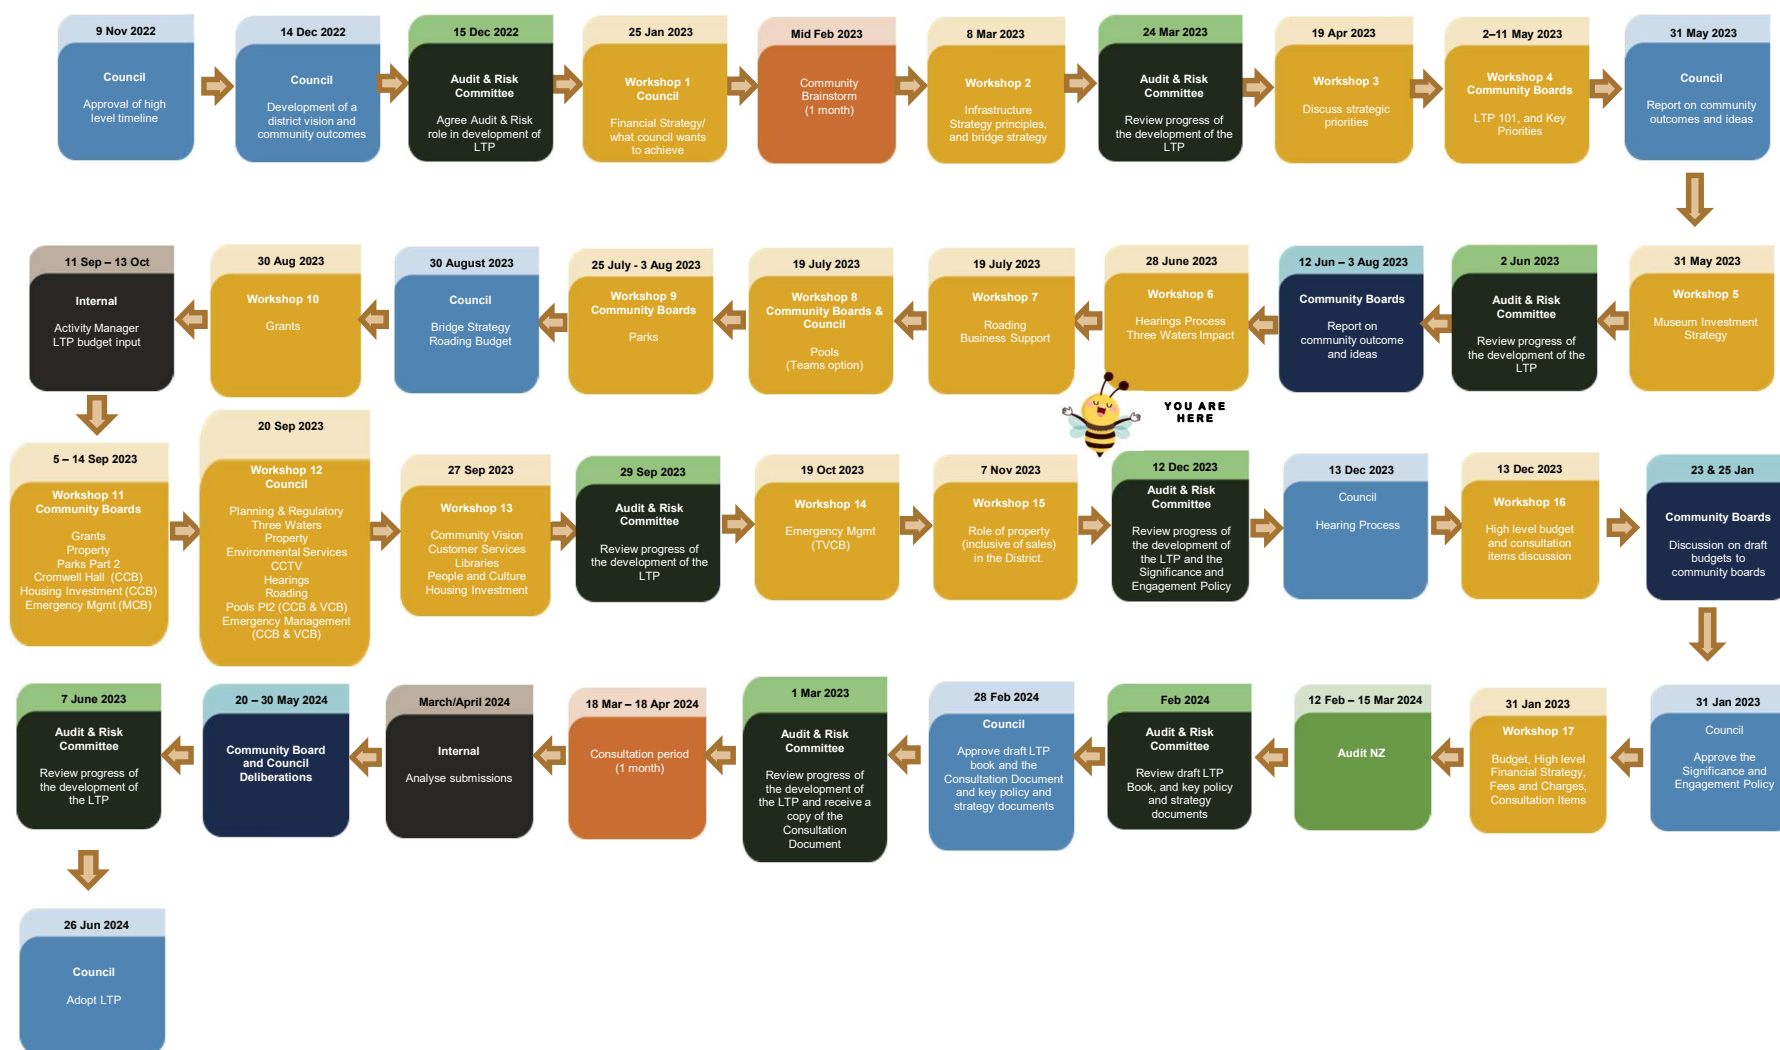 9 Nov 2022
Council
Approval of high
level timeline
14 Dec 2022
Council
Development of a
district vision and
community outcomes
15 Dec 2022
Audit & Risk
Committee
Agree Audit & Risk
role in development of
LTP
25 Jan 2023
Workshop 1
Council
Financial Strategy/
what council wants
to achieve
Mid Feb 2023
Community
Brainstorm
(1 month)
8 Mar 2023
Workshop 2
Infrastructure
Strategy principles,
and bridge strategy
24 Mar 2023
Audit & Risk
Committee
Review progress of
the development of the
LTP
19 Apr 2023
Workshop 3
Discuss strategic
priorities
2–11 May 2023
Workshop 4
Community Boards
LTP 101, and Key
Priorities
31 May 2023
Council
Report on community
outcomes and ideas
31 May 2023
Workshop 5
Museum Investment
Strategy
2 Jun 2023
Audit & Risk
Committee
Review progress of
the development of the
LTP
12 Jun – 3 Aug 2023
Community Boards
Report on
community outcome
and ideas
28 June 2023
Workshop 6
Hearings Process
Three Waters Impact
19 July 2023
Workshop 7
Roading
Business Support
19 July 2023
Workshop 8
Community Boards &
Council
Pools
(Teams option)
25 July - 3 Aug 2023
Workshop 9
Community Boards
Parks
30 August 2023
Council
Bridge Strategy
Roading Budget
30 Aug 2023
Workshop 10
Grants
11 Sep – 13 Oct
Internal
Activity Manager
LTP budget input
YOU ARE
HERE
5 – 14 Sep 2023
Workshop 11
Community Boards
Grants
Property
Parks Part 2
Cromwell Hall (CCB)
Housing Investment (CCB)
Emergency Mgmt (MCB)
20 Sep 2023
Workshop 12
Council
Planning & Regulatory
Three Waters
Property
Environmental Services
CCTV
Hearings
Roading
Pools Pt2 (CCB & VCB)
Emergency Management
(CCB & VCB)
27 Sep 2023
Workshop 13
Community Vision
Customer Services
Libraries
People and Culture
Housing Investment
29 Sep 2023
Audit & Risk
Committee
Review progress of
the development of the
LTP
19 Oct 2023
Workshop 14
Emergency Mgmt
(TVCB)
7 Nov 2023
Workshop 15
Role of property
(inclusive of sales)
in the District.
12 Dec 2023
Audit & Risk
Committee
Review progress of
the development of
the LTP and the
Significance and
Engagement Policy
13 Dec 2023
Council
Hearing Process
13 Dec 2023
Workshop 16
High level budget
and consultation
items discussion
23 & 25 Jan
Community Boards
Discussion on draft
budgets to
community boards
31 Jan 2023
Council
Approve the
Significance and
Engagement Policy
31 Jan 2023
Workshop 17
Budget, High level
Financial Strategy,
Fees and Charges,
Consultation Items
12 Feb – 15 Mar 2024
Audit NZ
Feb 2024
Audit & Risk
Committee
Review draft LTP
Book, and key policy
and strategy
documents
28 Feb 2024
Council
Approve draft LTP
book and the
Consultation Document
and key policy and
strategy documents
1 Mar 2023
Audit & Risk
Committee
Review progress of
the development of
the LTP and receive a
copy of the
Consultation
Document
18 Mar – 18 Apr 2024
Consultation period
(1 month)
March/April 2024
Internal
Analyse submissions
20 – 30 May 2024
Community Board
and Council
Deliberations
7 June 2023
Audit & Risk
Committee
Review progress of
the development of
the LTP
26 Jun 2024
Council
Adopt LTP